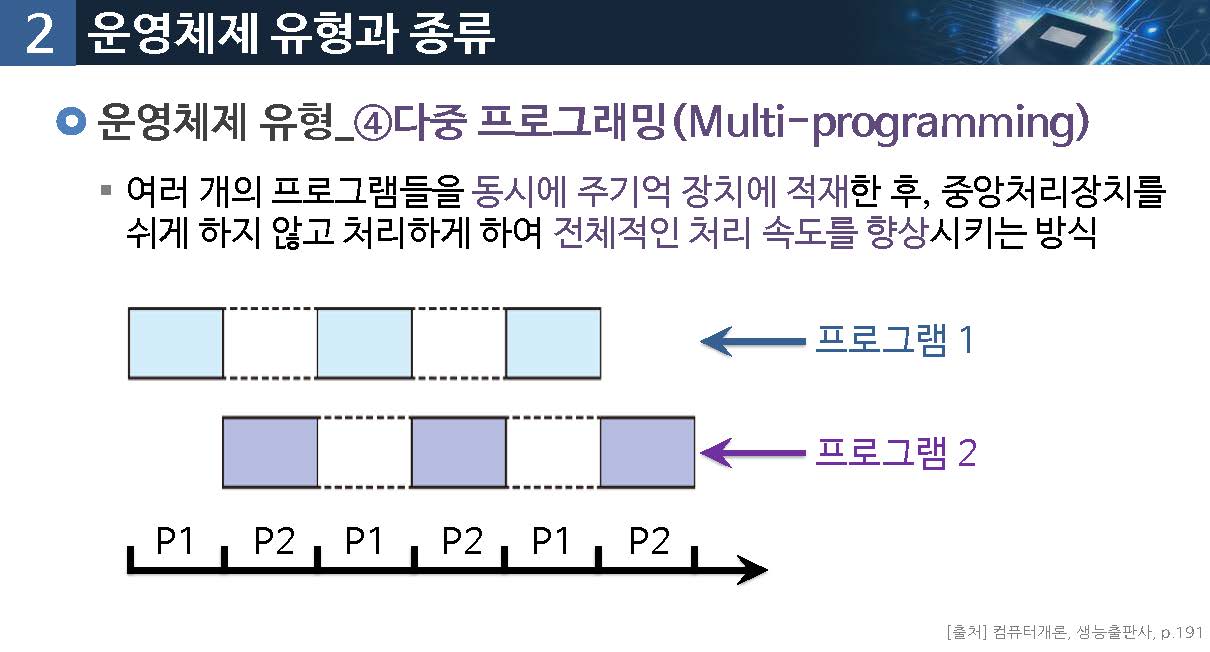 2 운영체제 유형과 종류
운영체제 유형_④다중 프로그래밍(Multi-programming)
▪ 여러 개의 프로그램들을 동시에 주기억 장치에 적재한 후, 중앙처리장치를
쉬게 하지 않고 처리하게 하여 전체적인 처리 속도를 향상시키는 방식
프로그램 1
프로그램 2
P1 P2 P1 P2 P1 P2
[출처] 컴퓨터개론, 생능출판사, p.191